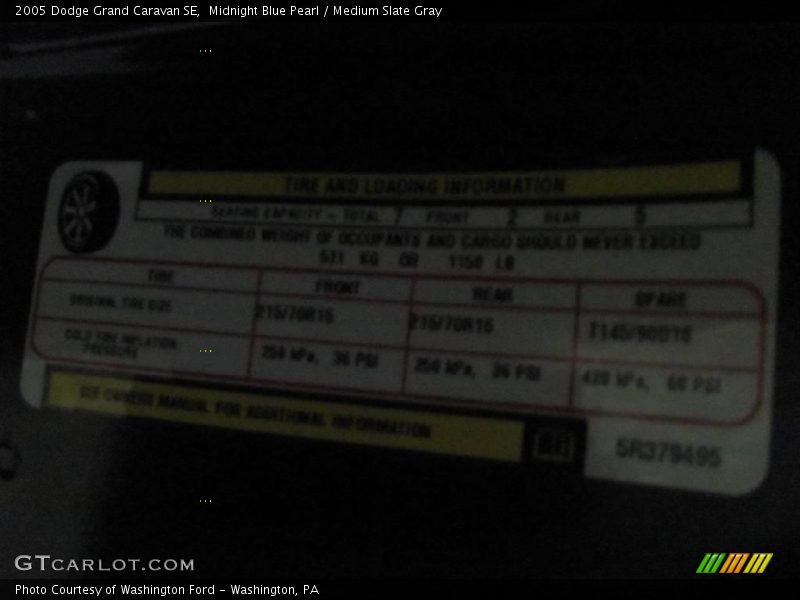 2005 Dodge Grand Caravan SE,  Midnight Blue Pearl / Medium Slate Gray
...
TIRE AND LOADING INFORMATION
...
SEATING CAPACITY - TOTAL 7 FRONT 2 REAR 5
THE COMBINED WEIGHT OF OCCUPANTS AND CARGO SHOULD NEVER EXCEED
521 KG OR 1150 LB
TIRE FRONT REAR SPARE
ORIGINAL TIRE SIZE 215/70R15 215/70R15 T145/90D16
COLD TIRE INFLATION PRESSURE 250 kPa, 36 PSI 250 kPa, 36 PSI 420 kPa, 60 PSI
...
SEE OWNERS MANUAL FOR ADDITIONAL INFORMATION
5R379495
...
GTCARLOT.COM
Photo Courtesy of Washington Ford - Washington, PA